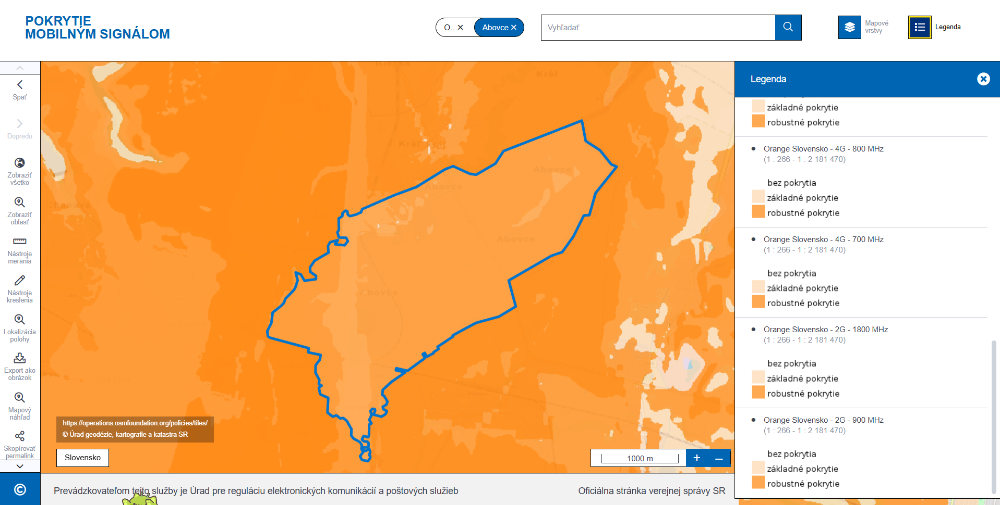 POKRYTIE
MOBILNÝM SIGNÁLOM
O...✕
Abovce ✕
Vyhľadať
Mapové
vrstvy
Legenda
Späť
Dopredu
Zobraziť
všetko
Zobraziť
oblasť
Nástroje
merania
Nástroje
kreslenia
Lokalizácia
polohy
Export ako
obrázok
Mapový
náhľad
Skopírovať
permalink
Riečka
Kráľ
Kráľ Kráľ
Abovce
Abovce
Chanava
Abovce
Abovce
https://operations.osmfoundation.org/policies/tiles/
© Úrad geodézie, kartografie a katastra SR
Slovensko
1000 m
+ –
Legenda
základné pokrytie
robustné pokrytie
Orange Slovensko - 4G - 800 MHz
(1 : 266 - 1 : 2 181 470)
bez pokrytia
základné pokrytie
robustné pokrytie
Orange Slovensko - 4G - 700 MHz
(1 : 266 - 1 : 2 181 470)
bez pokrytia
základné pokrytie
robustné pokrytie
Orange Slovensko - 2G - 1800 MHz
(1 : 266 - 1 : 2 181 470)
bez pokrytia
základné pokrytie
robustné pokrytie
Orange Slovensko - 2G - 900 MHz
(1 : 266 - 1 : 2 181 470)
bez pokrytia
základné pokrytie
robustné pokrytie
©
Prevádzkovateľom tejto služby je Úrad pre reguláciu elektronických komunikácií a poštových služieb
Oficiálna stránka verejnej správy SR